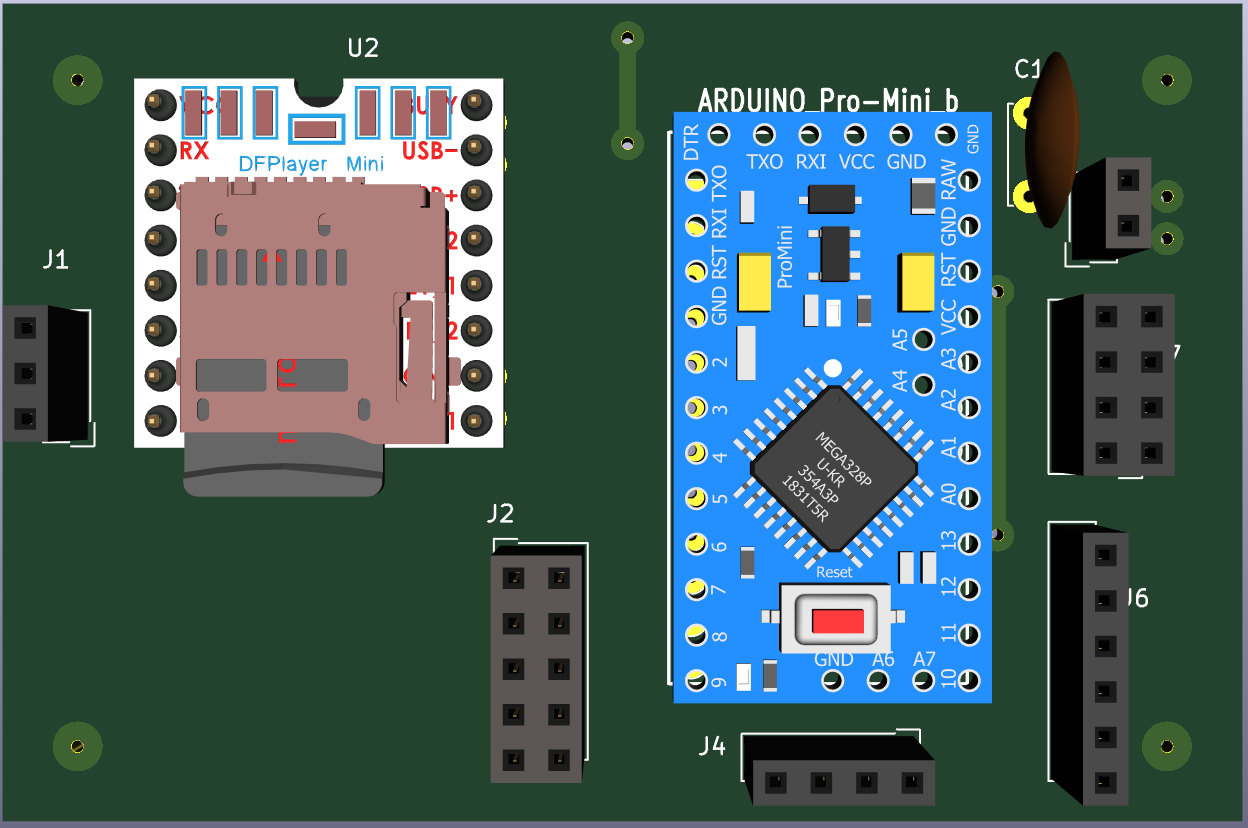 U2
VCC
BUSY
RX
USB-
DFPlayer Mini
J1
J2
J4
ARDUINO_Pro-Mini_b
DTR
TXO
RXI
VCC
GND
GND
TXO
RXI
RST
GND
2
3
4
5
6
7
8
9
ProMini
RAW
GND
RST
VCC
A3
A2
A1
A0
13
12
11
10
A5
A4
MEGA328P
U-KR
354A3P
1831T5R
Reset
GND
A6
A7
C1
J6